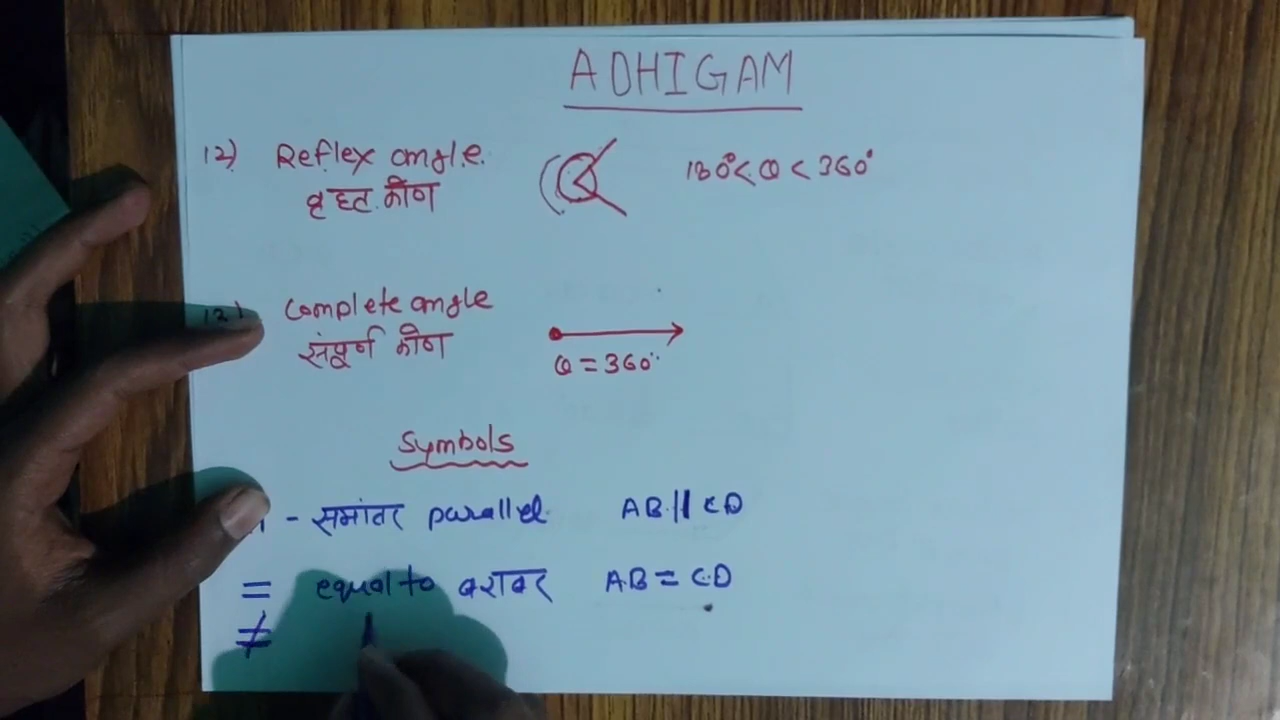 ADHIGAM
12) Reflex angle. 180°<θ<360°
वृहत कोण
12) Complete angle
संपूर्ण कोण
θ=360°
Symbols
- समांतर parallel AB || CD
= equal to बराबर AB = CD
≠